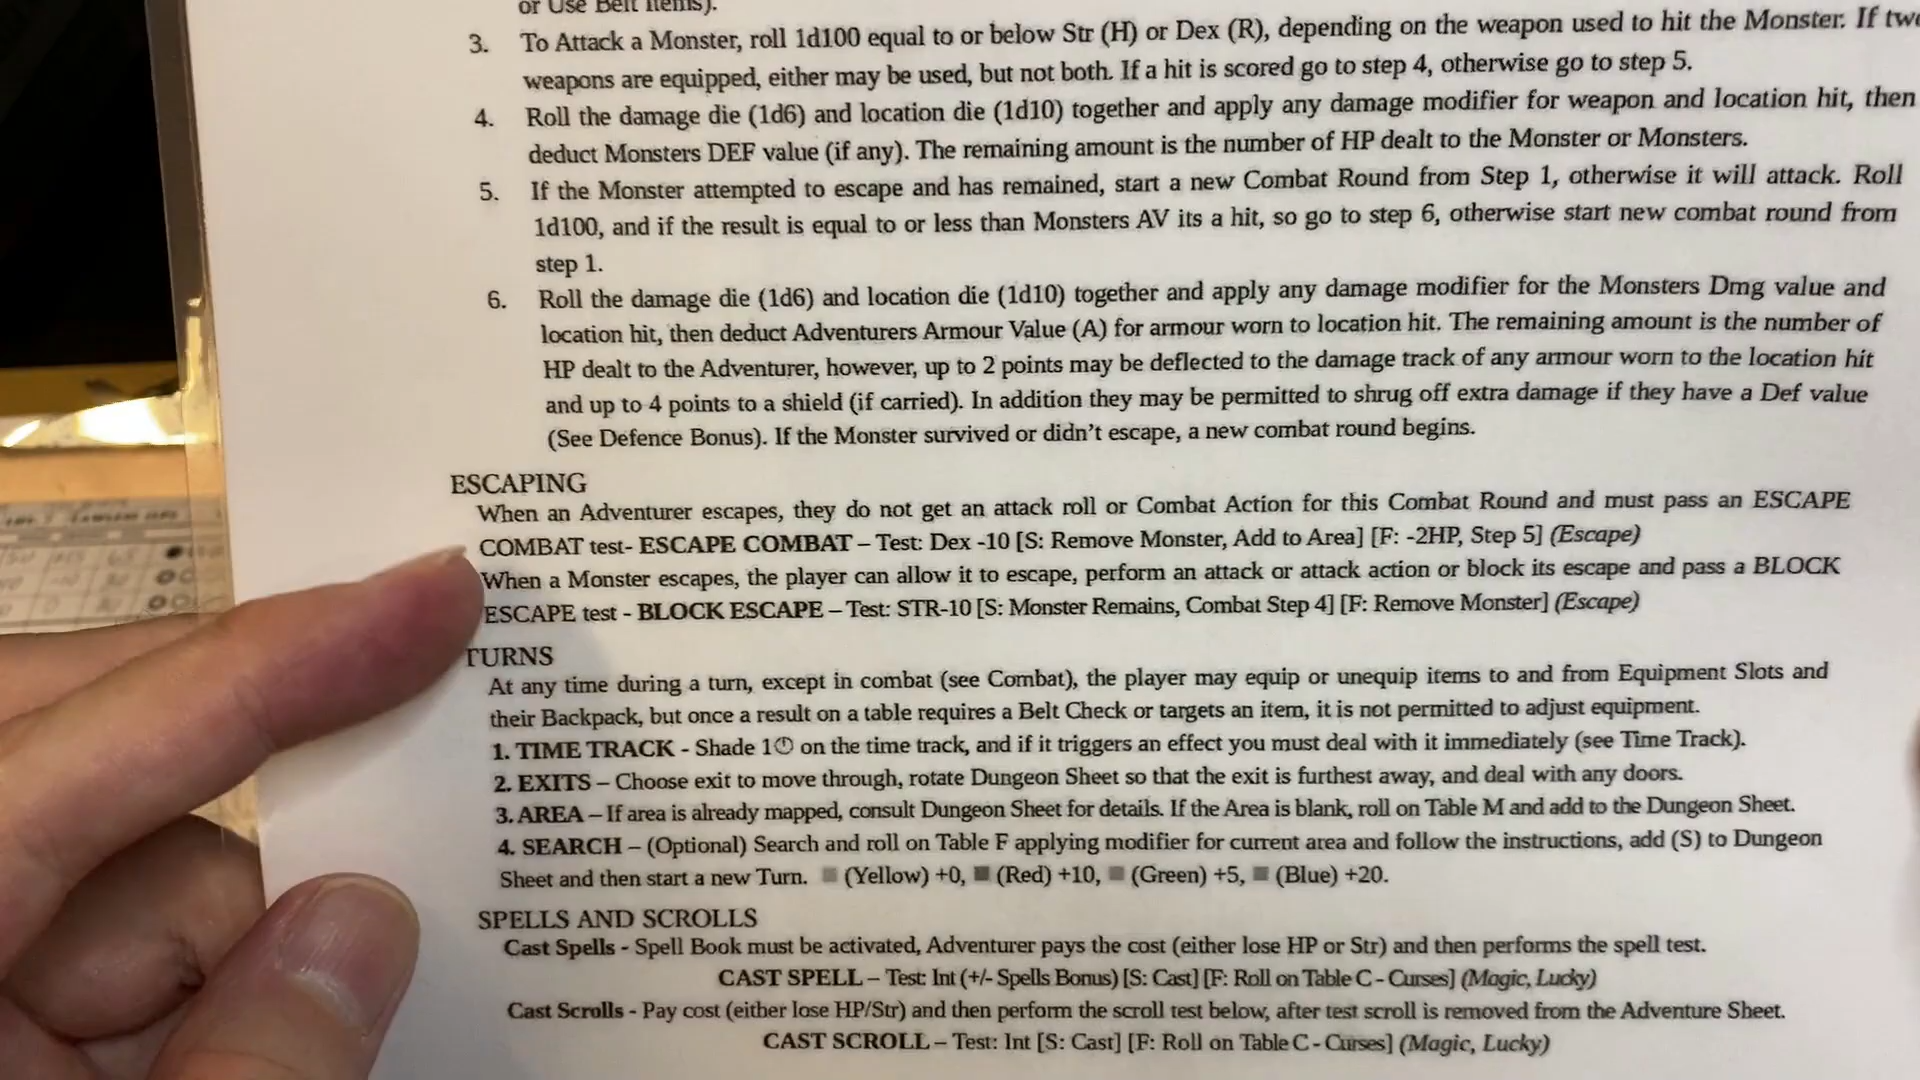 or Use Belt Items).
3. To Attack a Monster, roll 1d100 equal to or below Str (H) or Dex (R), depending on the weapon used to hit the Monster. If two
weapons are equipped, either may be used, but not both. If a hit is scored go to step 4, otherwise go to step 5.
4. Roll the damage die (1d6) and location die (1d10) together and apply any damage modifier for weapon and location hit, then
deduct Monsters DEF value (if any). The remaining amount is the number of HP dealt to the Monster or Monsters.
5. If the Monster attempted to escape and has remained, start a new Combat Round from Step 1, otherwise it will attack. Roll
1d100, and if the result is equal to or less than Monsters AV its a hit, so go to step 6, otherwise start new combat round from
step 1.
6. Roll the damage die (1d6) and location die (1d10) together and apply any damage modifier for the Monsters Dmg value and
location hit, then deduct Adventurers Armour Value (A) for armour worn to location hit. The remaining amount is the number of
HP dealt to the Adventurer, however, up to 2 points may be deflected to the damage track of any armour worn to the location hit
and up to 4 points to a shield (if carried). In addition they may be permitted to shrug off extra damage if they have a Def value
(See Defence Bonus). If the Monster survived or didn't escape, a new combat round begins.
ESCAPING
When an Adventurer escapes, they do not get an attack roll or Combat Action for this Combat Round and must pass an ESCAPE
COMBAT test- ESCAPE COMBAT – Test: Dex -10 [S: Remove Monster, Add to Area] [F: -2HP, Step 5] (Escape)
When a Monster escapes, the player can allow it to escape, perform an attack or attack action or block its escape and pass a BLOCK
ESCAPE test - BLOCK ESCAPE – Test: STR-10 [S: Monster Remains, Combat Step 4] [F: Remove Monster] (Escape)
TURNS
At any time during a turn, except in combat (see Combat), the player may equip or unequip items to and from Equipment Slots and
their Backpack, but once a result on a table requires a Belt Check or targets an item, it is not permitted to adjust equipment.
1. TIME TRACK - Shade 1 on the time track, and if it triggers an effect you must deal with it immediately (see Time Track).
2. EXITS – Choose exit to move through, rotate Dungeon Sheet so that the exit is furthest away, and deal with any doors.
3. AREA – If area is already mapped, consult Dungeon Sheet for details. If the Area is blank, roll on Table M and add to the Dungeon Sheet.
4. SEARCH – (Optional) Search and roll on Table F applying modifier for current area and follow the instructions, add (S) to Dungeon
Sheet and then start a new Turn. (Yellow) +0, (Red) +10, (Green) +5, (Blue) +20.
SPELLS AND SCROLLS
Cast Spells - Spell Book must be activated, Adventurer pays the cost (either lose HP or Str) and then performs the spell test.
CAST SPELL – Test: Int (+/- Spells Bonus) [S: Cast] [F: Roll on Table C - Curses] (Magic, Lucky)
Cast Scrolls - Pay cost (either lose HP/Str) and then perform the scroll test below, after test scroll is removed from the Adventure Sheet.
CAST SCROLL – Test: Int [S: Cast] [F: Roll on Table C - Curses] (Magic, Lucky)